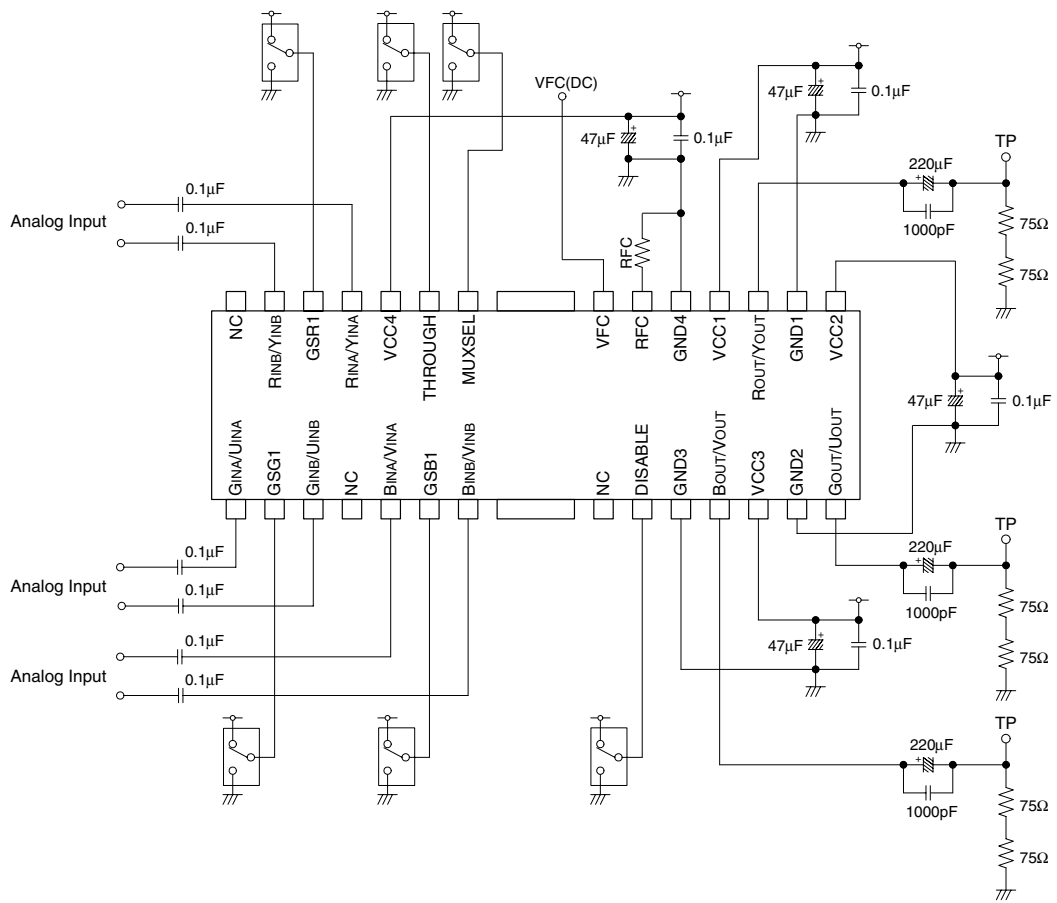 VFC(DC)
47µF
+
0.1µF
47µF
+
0.1µF
TP
220µF
+
1000pF
75Ω
75Ω
0.1µF
Analog Input
0.1µF
RFC
NC
RINB/YINB
GSR1
RINA/YINA
VCC4
THROUGH
MUXSEL
VFC
RFC
GND4
VCC1
ROUT/YOUT
GND1
VCC2
47µF
+
0.1µF
GINA/UINA
GSG1
GINB/UINB
NC
BINA/VINA
GSB1
BINB/VINB
NC
DISABLE
GND3
BOUT/VOUT
VCC3
GND2
GOUT/UOUT
TP
220µF
+
1000pF
75Ω
75Ω
0.1µF
Analog Input
0.1µF
47µF
+
0.1µF
0.1µF
Analog Input
0.1µF
TP
220µF
+
1000pF
75Ω
75Ω